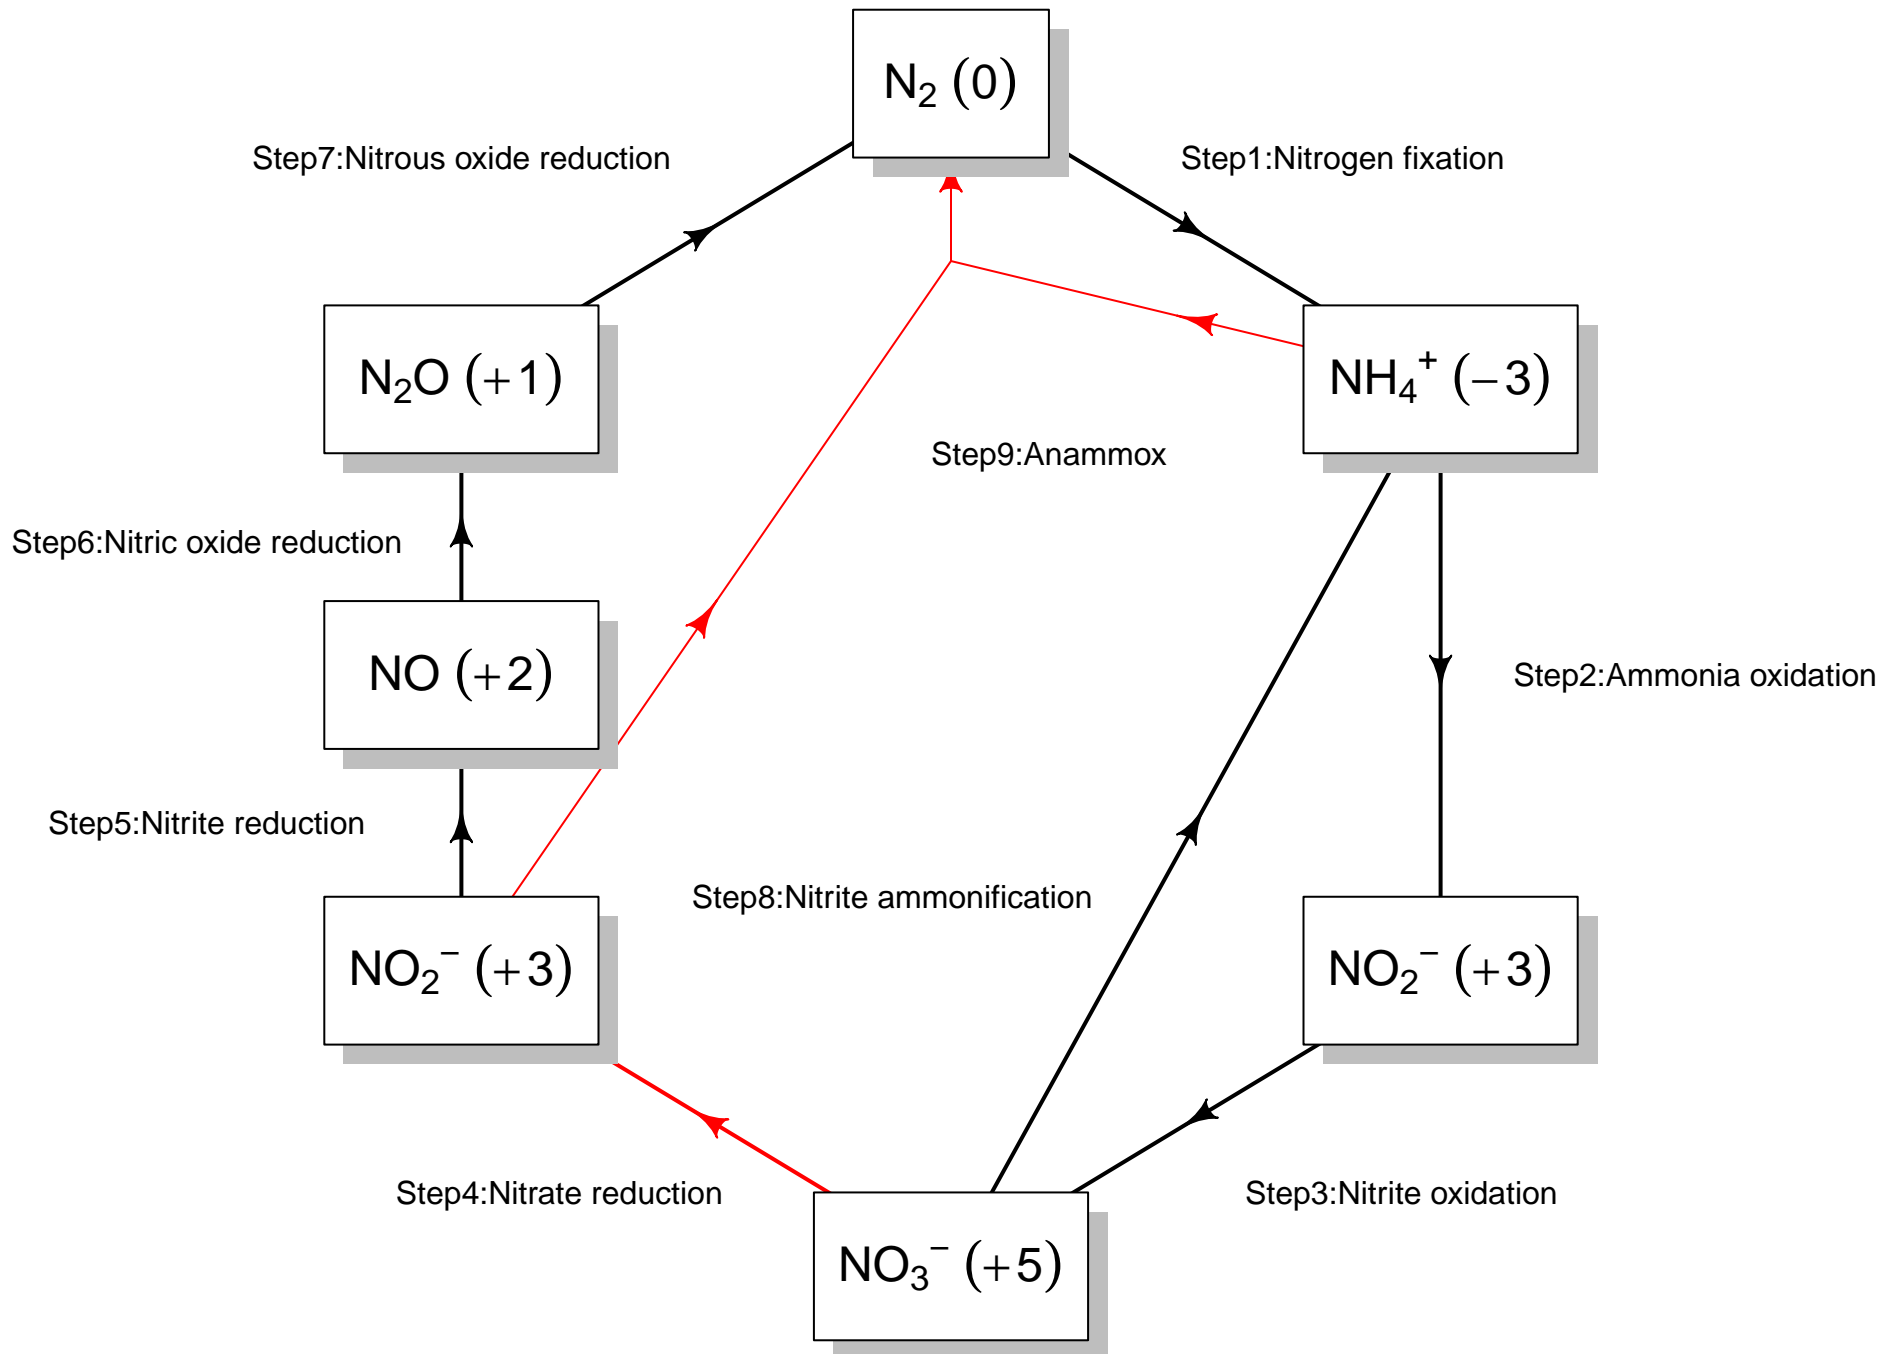 N₂ (0)
Step7:Nitrous oxide reduction
Step1:Nitrogen fixation
N₂O (+1)
NH₄⁺ (−3)
Step9:Anammox
Step6:Nitric oxide reduction
NO (+2)
Step2:Ammonia oxidation
Step5:Nitrite reduction
Step8:Nitrite ammonification
NO₂⁻ (+3)
NO₂⁻ (+3)
Step4:Nitrate reduction
Step3:Nitrite oxidation
NO₃⁻ (+5)